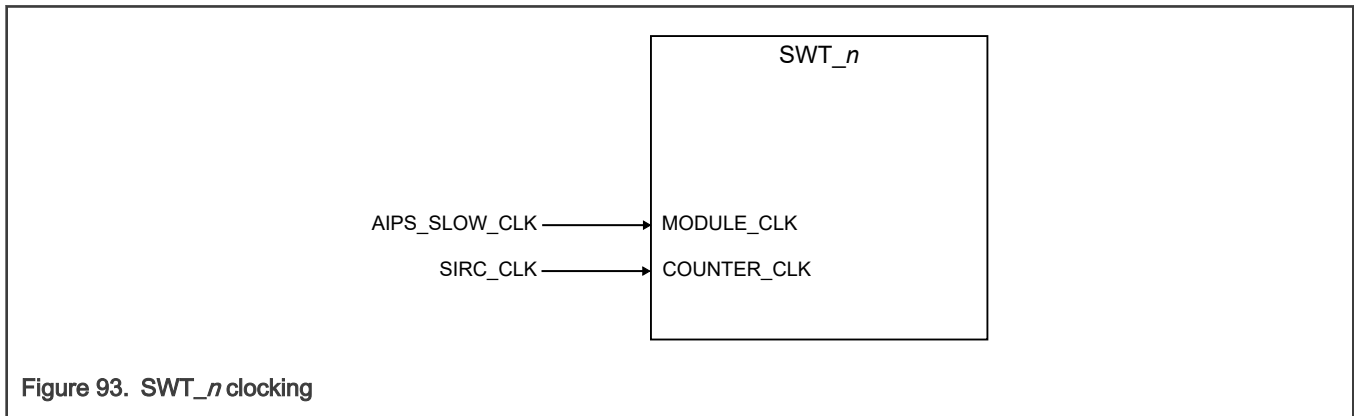 SWT_n
AIPS_SLOW_CLK
MODULE_CLK
SIRC_CLK
COUNTER_CLK
Figure 93. SWT_n clocking